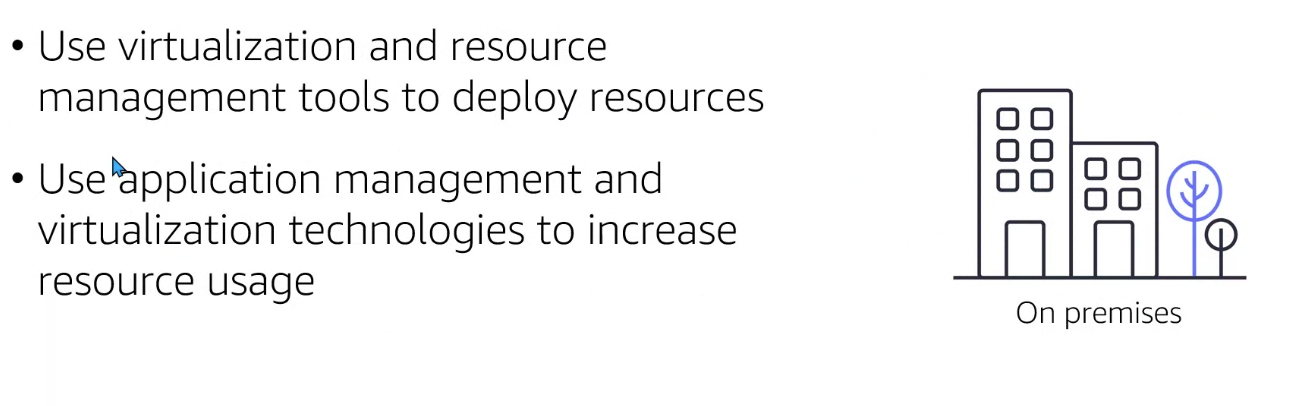 • Use virtualization and resource
management tools to deploy resources
• Use application management and
virtualization technologies to increase
resource usage
On premises